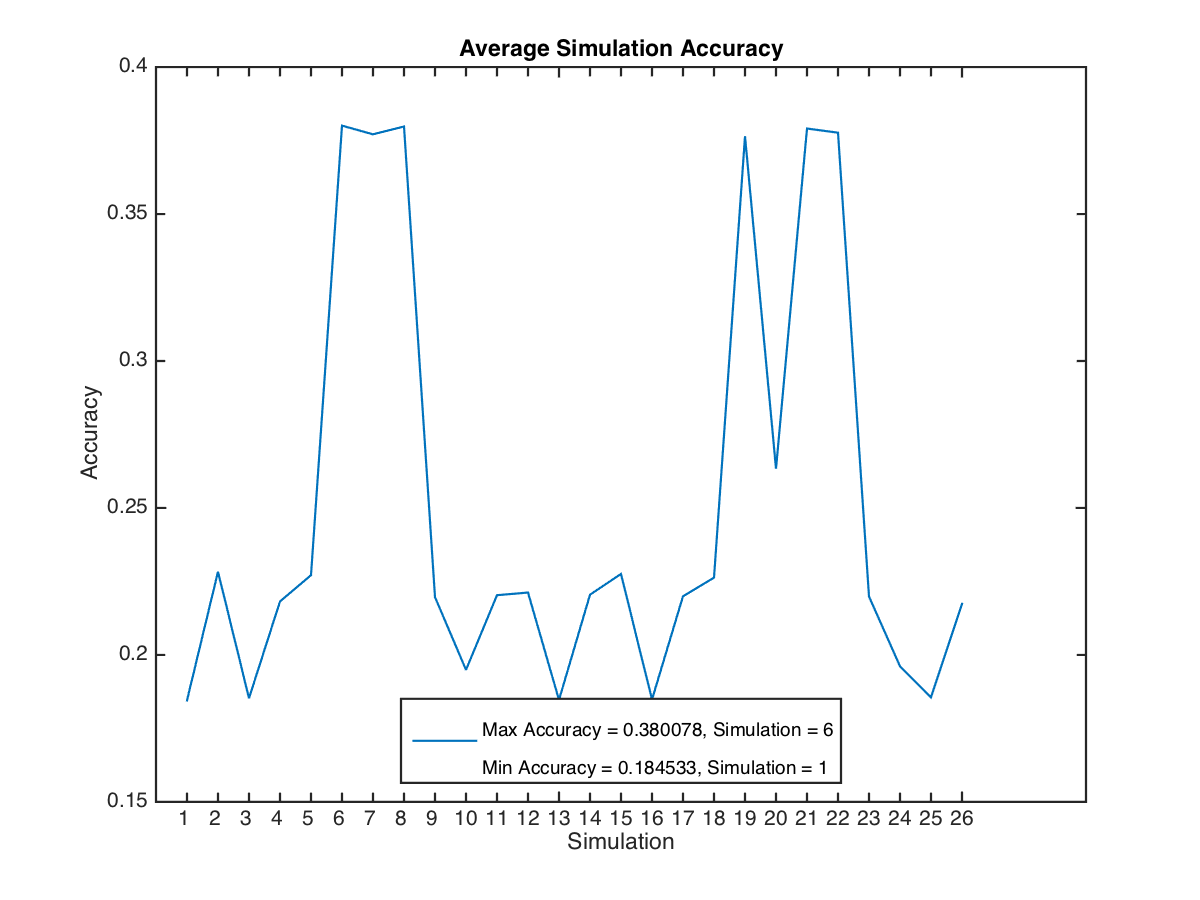 Average Simulation Accuracy
0.4
0.35
0.3
0.25
0.2
0.15
Accuracy
Max Accuracy = 0.380078, Simulation = 6
Min Accuracy = 0.184533, Simulation = 1
1 2 3 4 5 6 7 8 9 10 11 12 13 14 15 16 17 18 19 20 21 22 23 24 25 26
Simulation